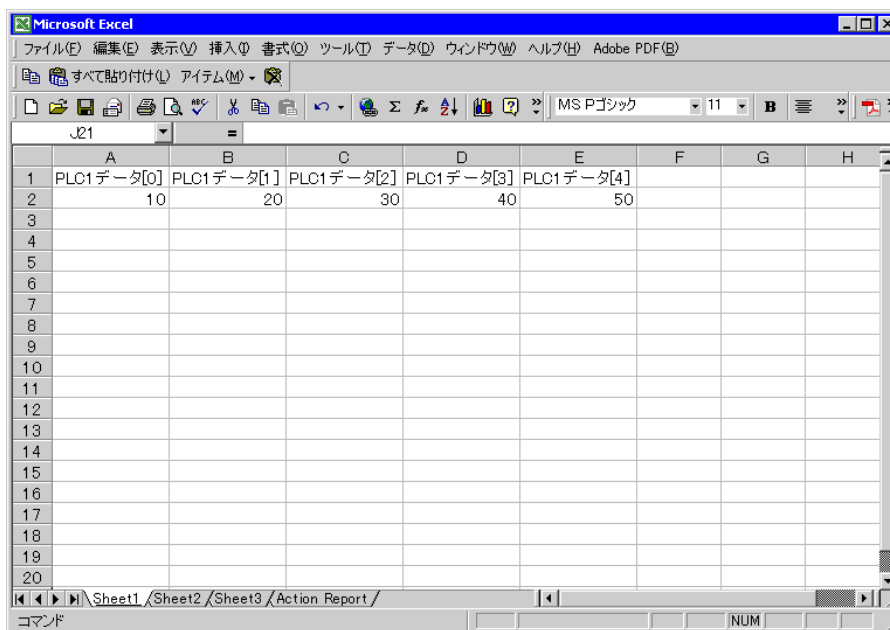 Microsoft Excel
ファイル(F) 編集(E) 表示(V) 挿入(I) 書式(O) ツール(T) データ(D) ウィンドウ(W) ヘルプ(H) Adobe PDF(B)
すべて貼り付け(L) アイテム(M)
MS Pゴシック 11 B
J21 =
A B C D E F G H
1 PLC1データ[0] PLC1データ[1] PLC1データ[2] PLC1データ[3] PLC1データ[4]
2 10 20 30 40 50
3
4
5
6
7
8
9
10
11
12
13
14
15
16
17
18
19
20
Sheet1 Sheet2 Sheet3 Action Report
コマンド NUM